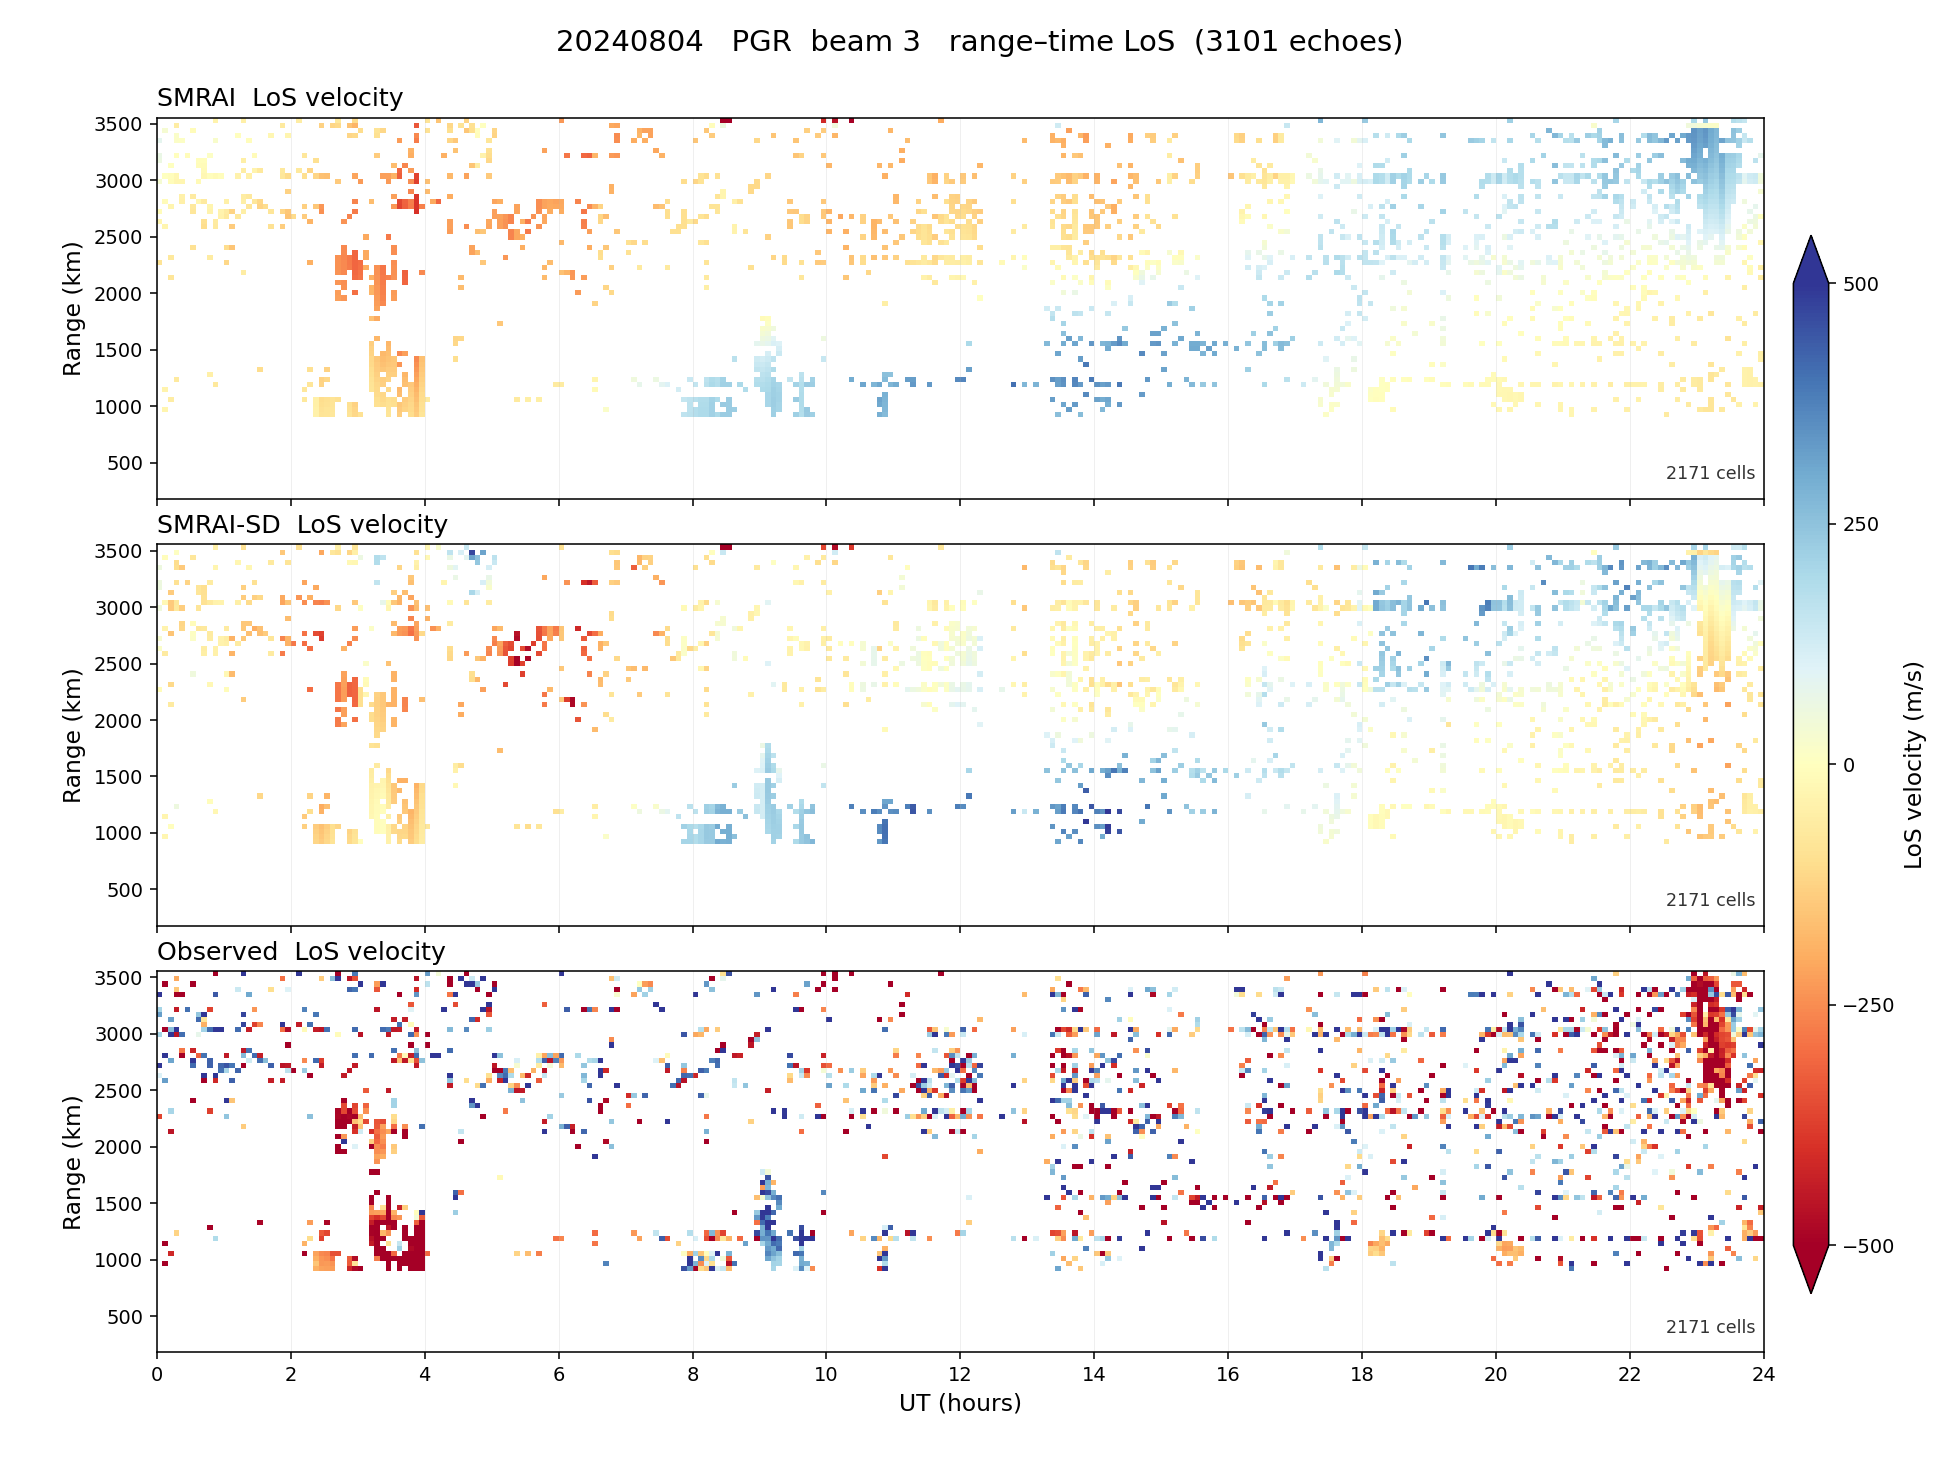 20240804   PGR  beam 3   range–time LoS  (3101 echoes)
SMRAI  LoS velocity
3500
3000
2500
2000
1500
1000
500
Range (km)
2171 cells
SMRAI-SD  LoS velocity
3500
3000
2500
2000
1500
1000
500
Range (km)
2171 cells
Observed  LoS velocity
3500
3000
2500
2000
1500
1000
500
Range (km)
2171 cells
0 2 4 6 8 10 12 14 16 18 20 22 24
UT (hours)
500
250
0
−250
−500
LoS velocity (m/s)